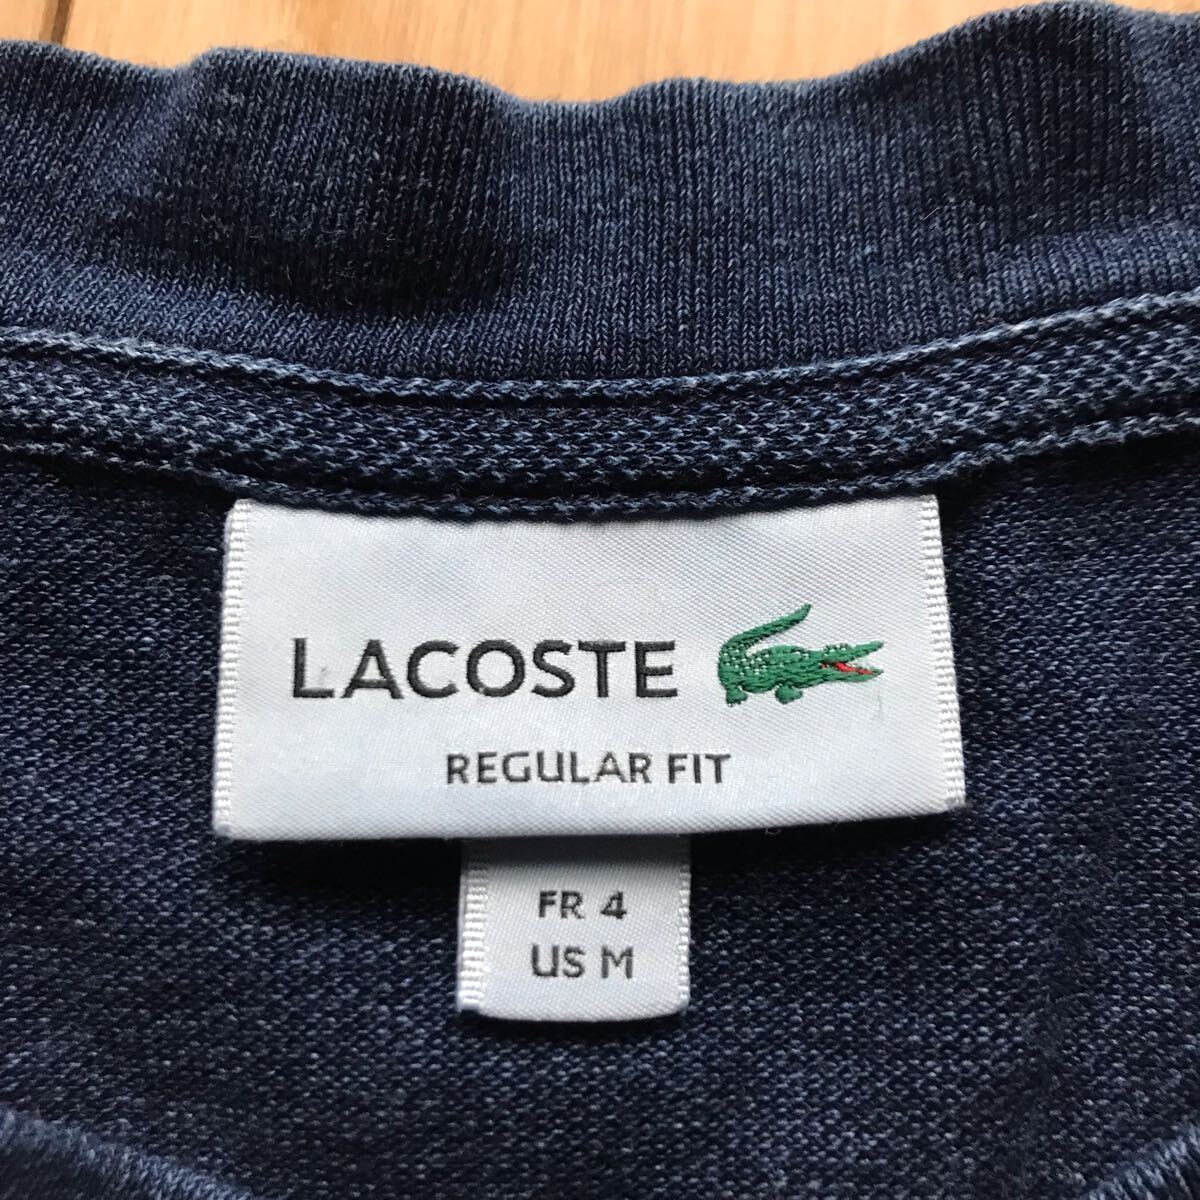 LACOSTE
REGULAR FIT
FR 4
US M